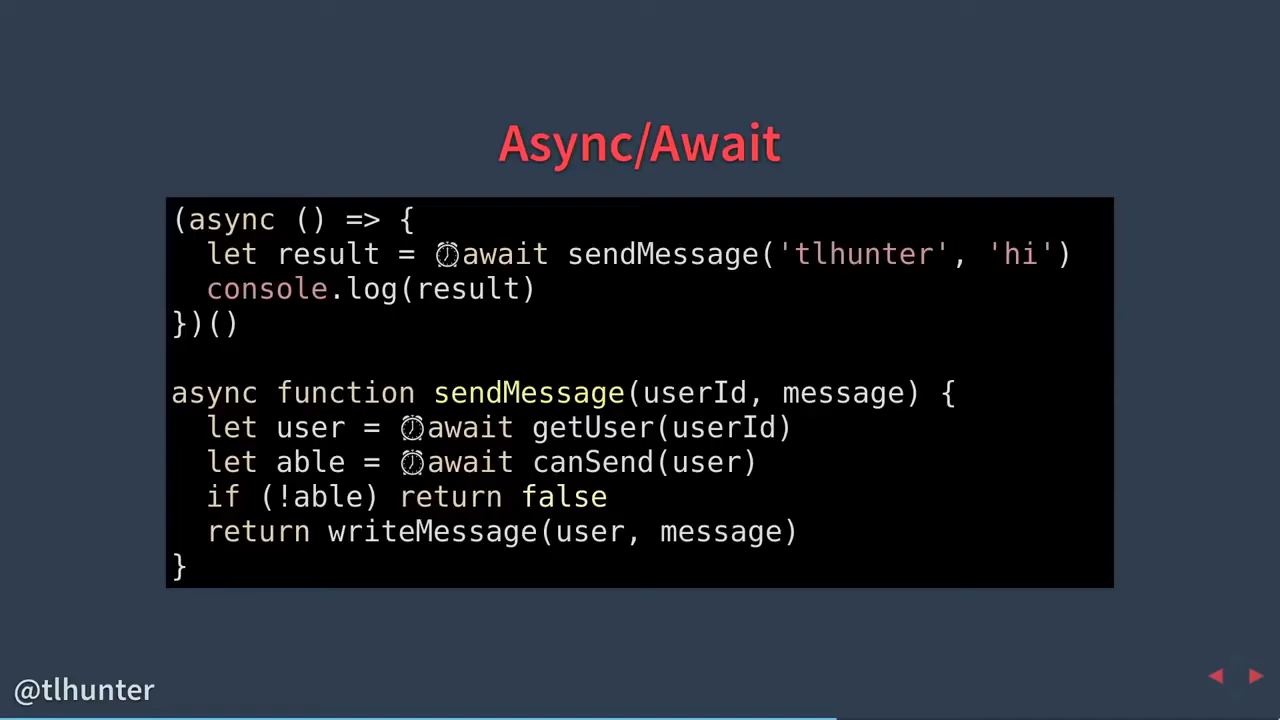 Async/Await
(async () => {
  let result = ⏰await sendMessage('tlhunter', 'hi')
  console.log(result)
})()

async function sendMessage(userId, message) {
  let user = ⏰await getUser(userId)
  let able = ⏰await canSend(user)
  if (!able) return false
  return writeMessage(user, message)
}
@tlhunter